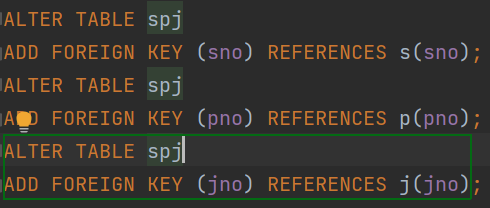 ALTER TABLE spj
ADD FOREIGN KEY (sno) REFERENCES s(sno);
ALTER TABLE spj
ADD FOREIGN KEY (pno) REFERENCES p(pno);
ALTER TABLE spj
ADD FOREIGN KEY (jno) REFERENCES j(jno);